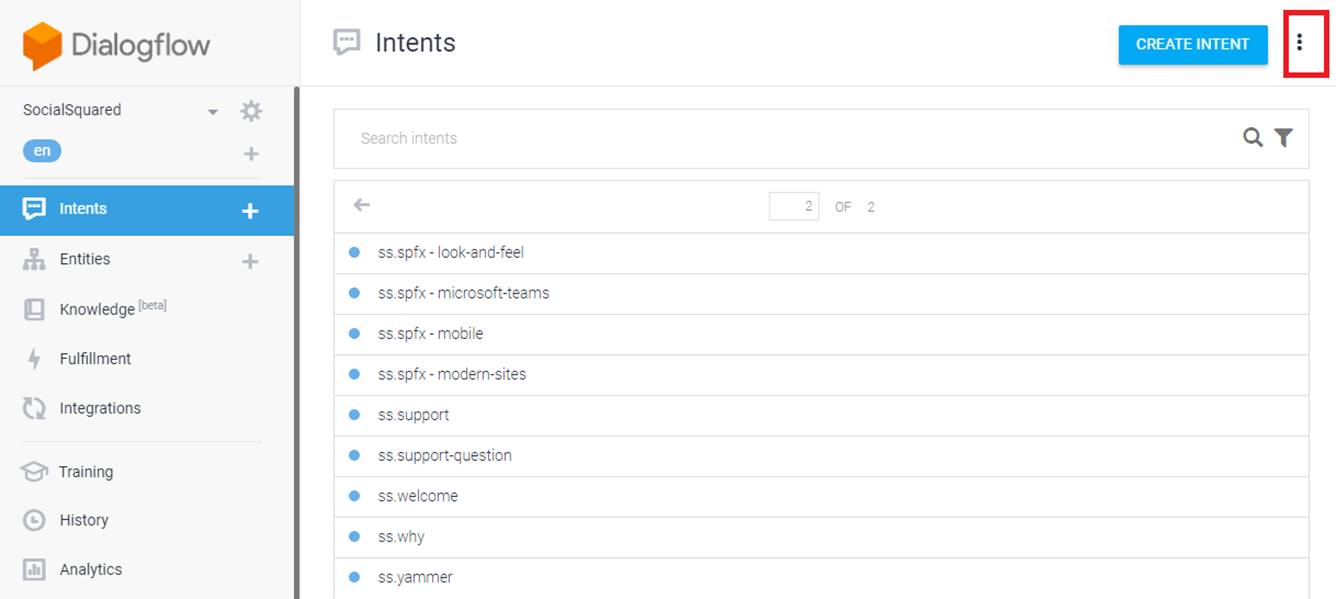 Dialogflow
Intents
CREATE INTENT
SocialSquared
en
Search intents
Intents
Entities
Knowledge [beta]
Fulfillment
Integrations
Training
History
Analytics
2 OF 2
ss.spfx - look-and-feel
ss.spfx - microsoft-teams
ss.spfx - mobile
ss.spfx - modern-sites
ss.support
ss.support-question
ss.welcome
ss.why
ss.yammer